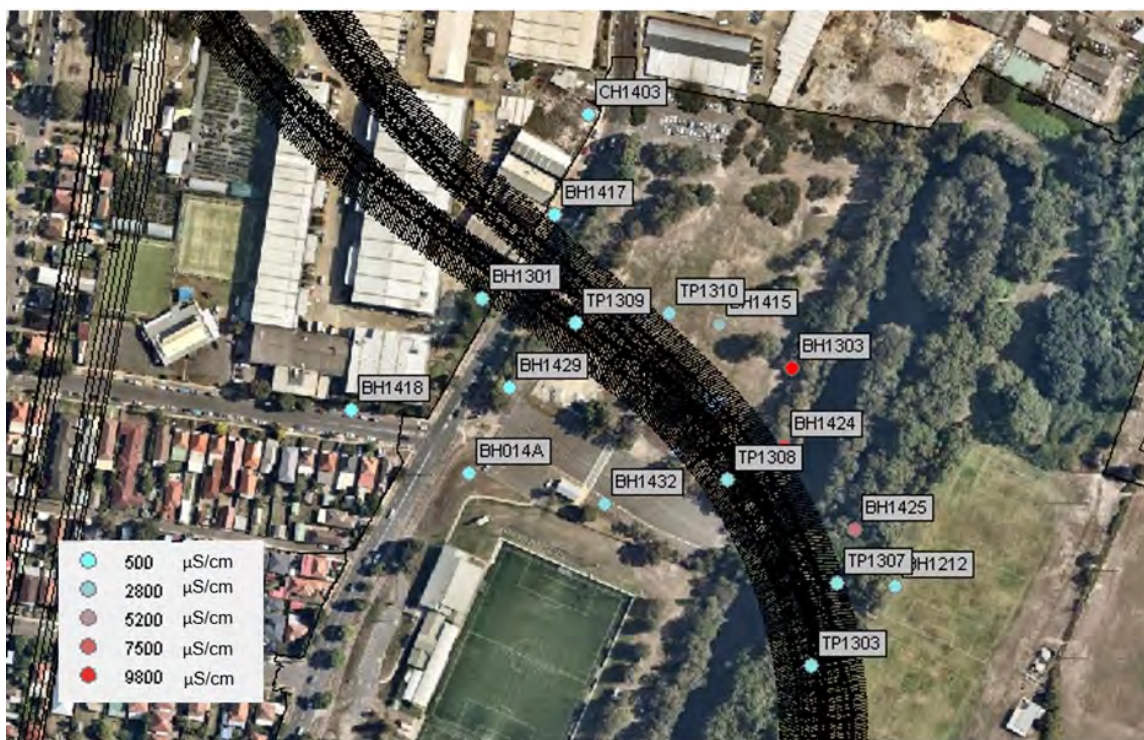 CH1403
BH1417
BH1301
TP1309
TP1310
BH1415
BH1303
BH1429
BH1418
BH1424
TP1308
BH014A
BH1432
BH1425
TP1307
BH1212
TP1303
500 µS/cm
2800 µS/cm
5200 µS/cm
7500 µS/cm
9800 µS/cm